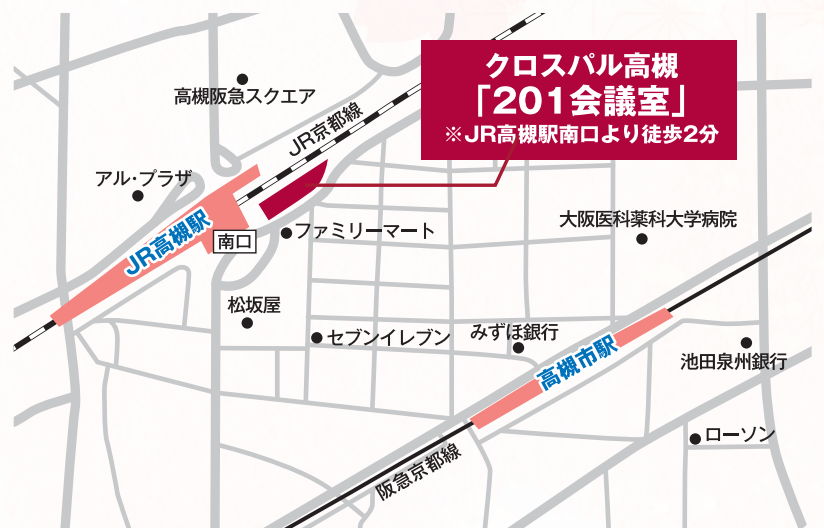 クロスパル高槻
「201会議室」
※JR高槻駅南口より徒歩2分
高槻阪急スクエア
JR京都線
アル・プラザ
JR高槻駅
南口
ファミリーマート
大阪医科薬科大学病院
松坂屋
セブンイレブン
みずほ銀行
高槻市駅
池田泉州銀行
ローソン
阪急京都線